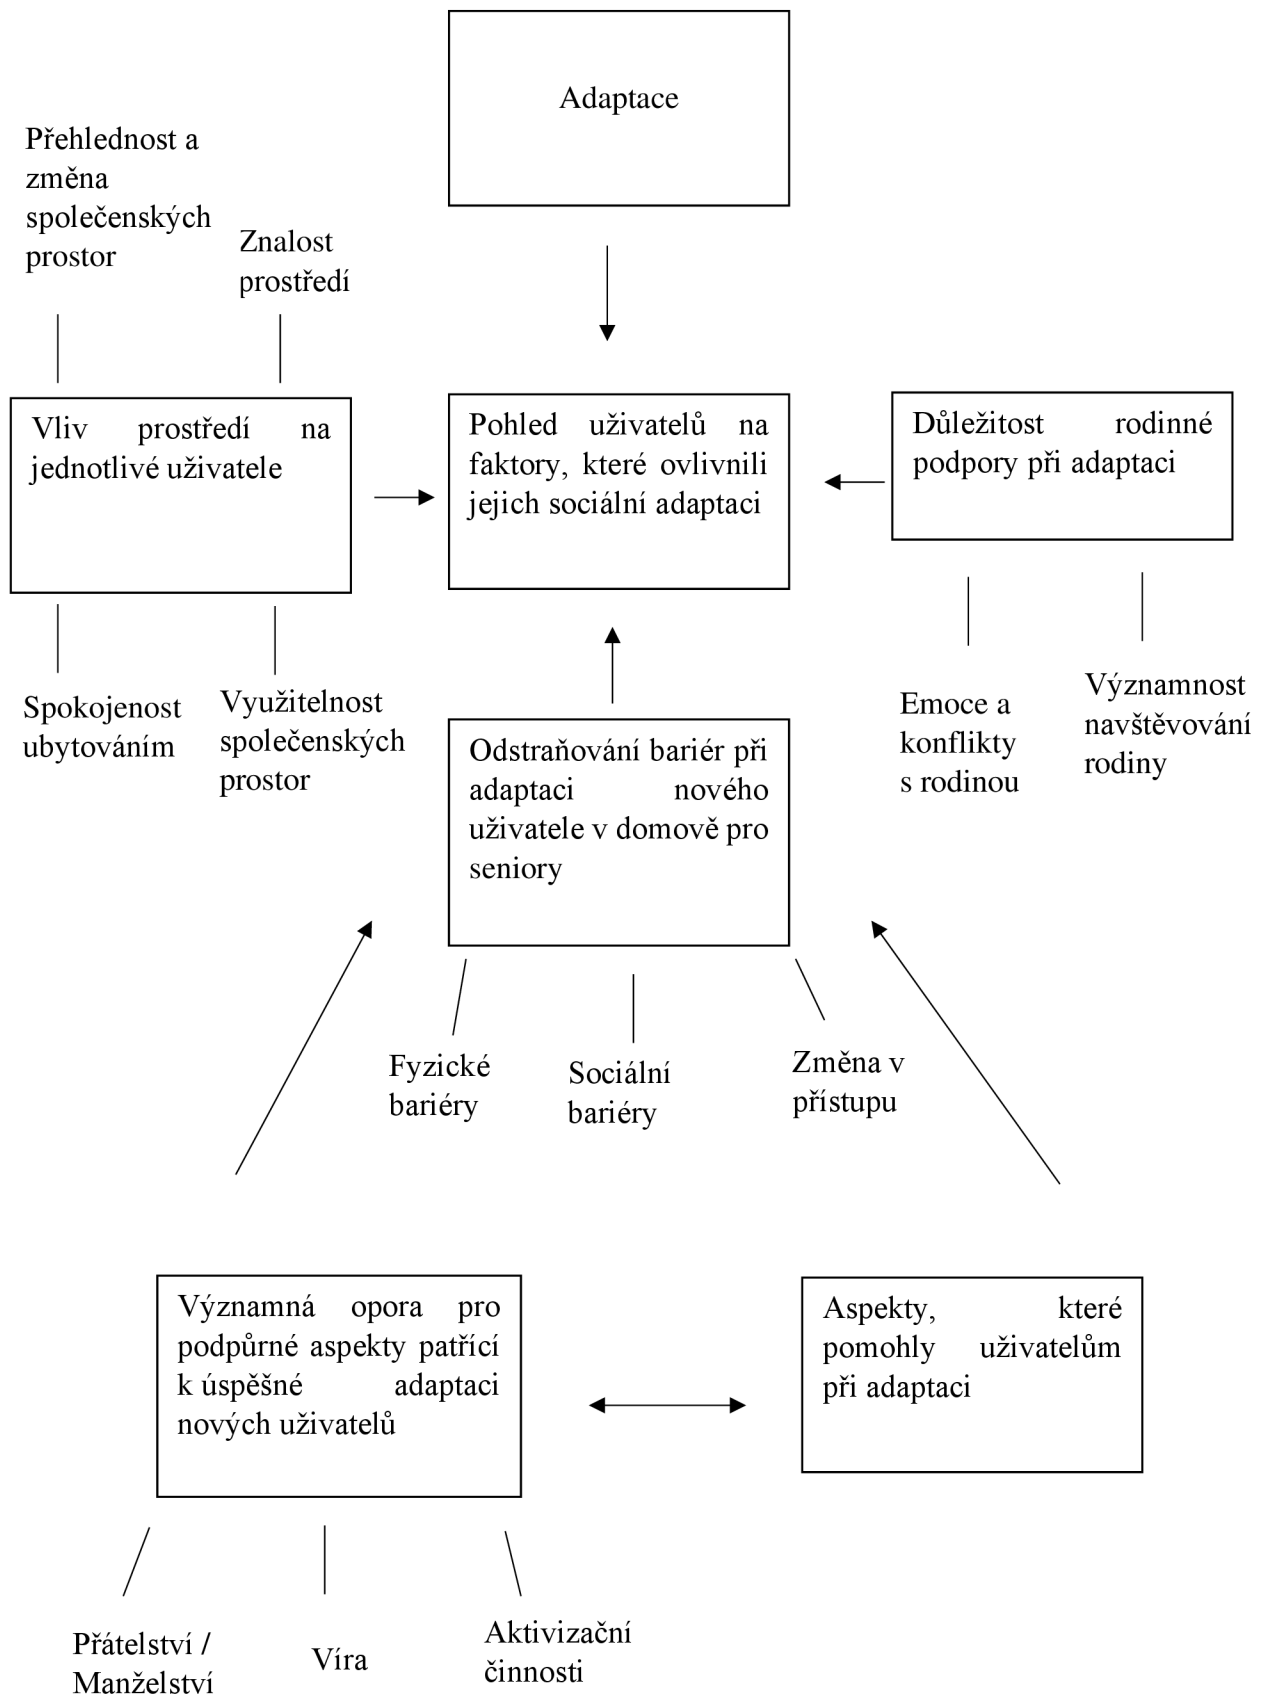 Adaptace
Přehlednost a
změna
společenských
prostor
Znalost
prostředí
Vliv prostředí na
jednotlivé uživatele
Pohled uživatelů na
faktory, které ovlivnili
jejich sociální adaptaci
Důležitost rodinné
podpory při adaptaci
Spokojenost
ubytováním
Využitelnost
společenských
prostor
Emoce a
konflikty
s rodinou
Významnost
navštěvování
rodiny
Odstraňování bariér při
adaptaci nového
uživatele v domově pro
seniory
Fyzické
bariéry
Sociální
bariéry
Změna v
přístupu
Významná opora pro
podpůrné aspekty patřící
k úspěšné adaptaci
nových uživatelů
Aspekty, které
pomohly uživatelům
při adaptaci
Přátelství /
Manželství
Víra
Aktivizační
činnosti